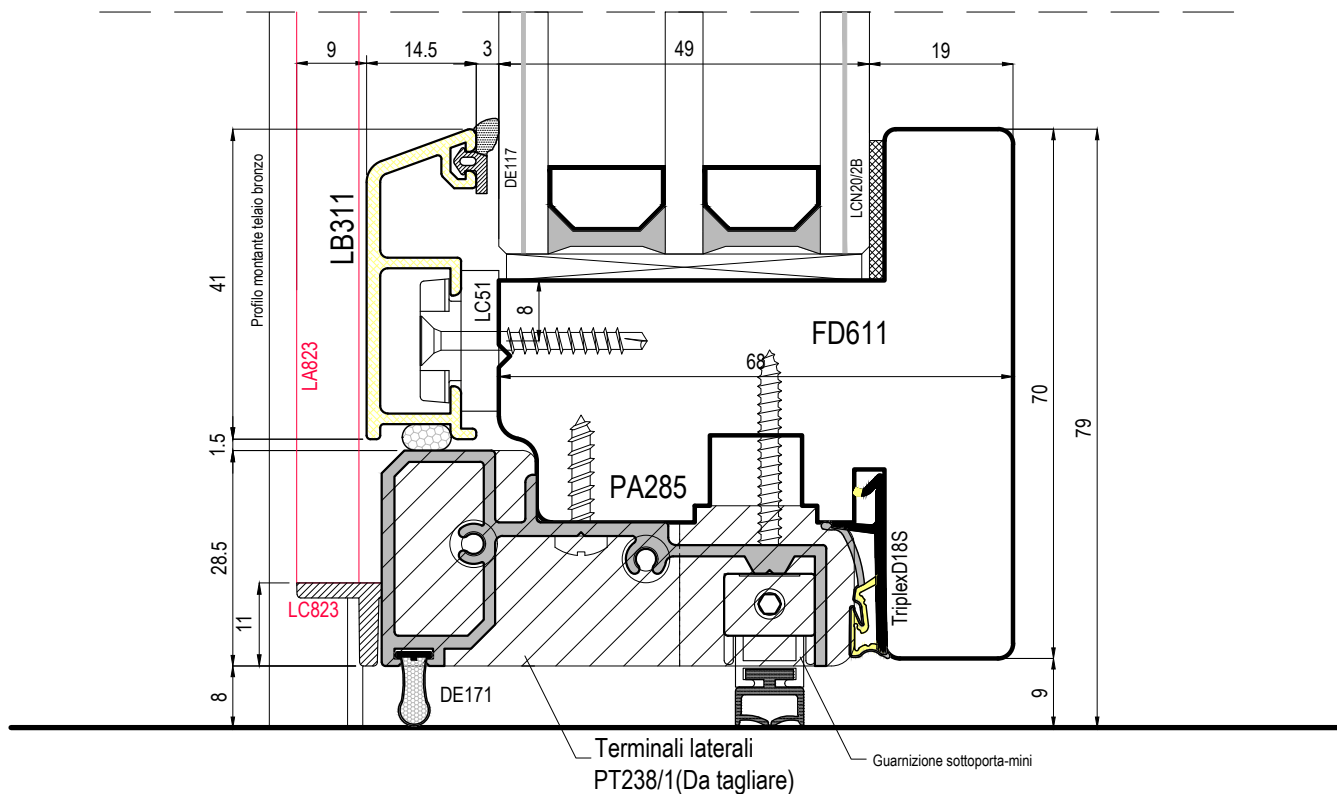 9
14.5
3
49
19
DE117
LCN20/2B
LB311
Profilo montante telaio bronzo
41
LC51
8
FD611
LA823
68
70
79
1.5
PA285
28.5
TriplexD18S
LC823
11
DE171
8
9
Terminali laterali
PT238/1(Da tagliare)
Guarnizione sottoporta-mini